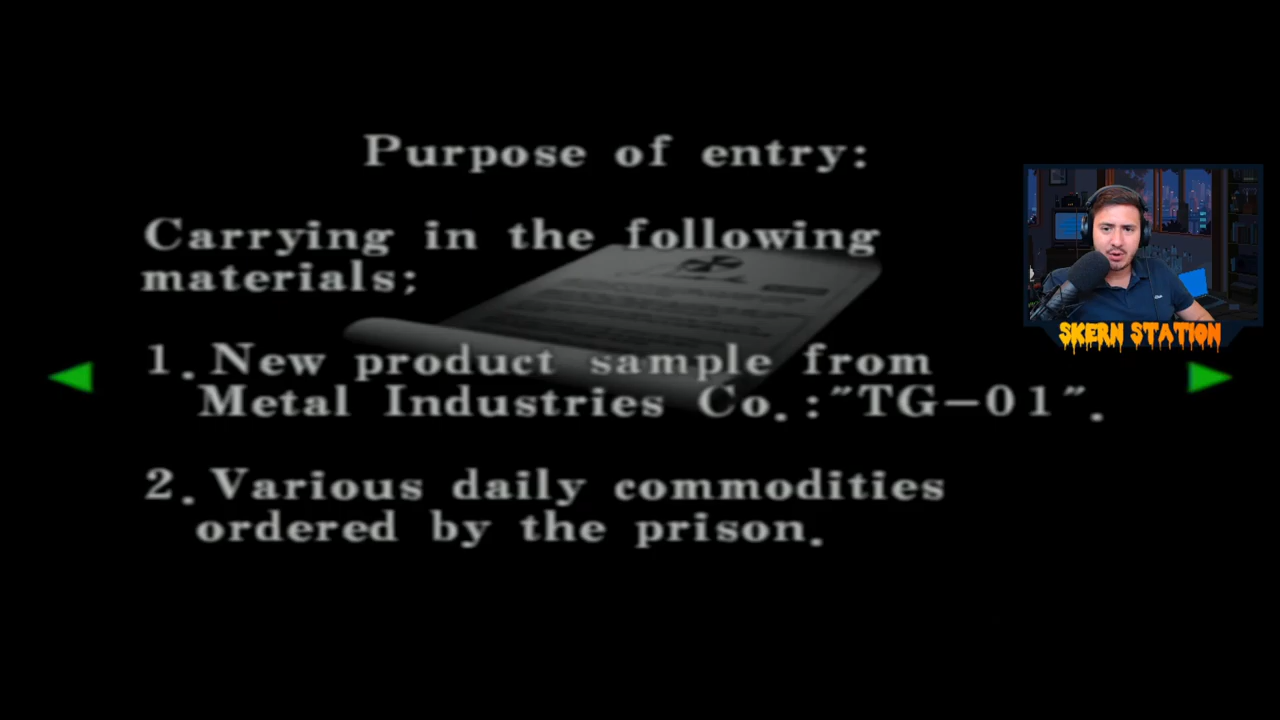 Purpose of entry:
Carrying in the following
materials;
1. New product sample from
Metal Industries Co.:"TG-01".
2. Various daily commodities
ordered by the prison.
SKERN STATION